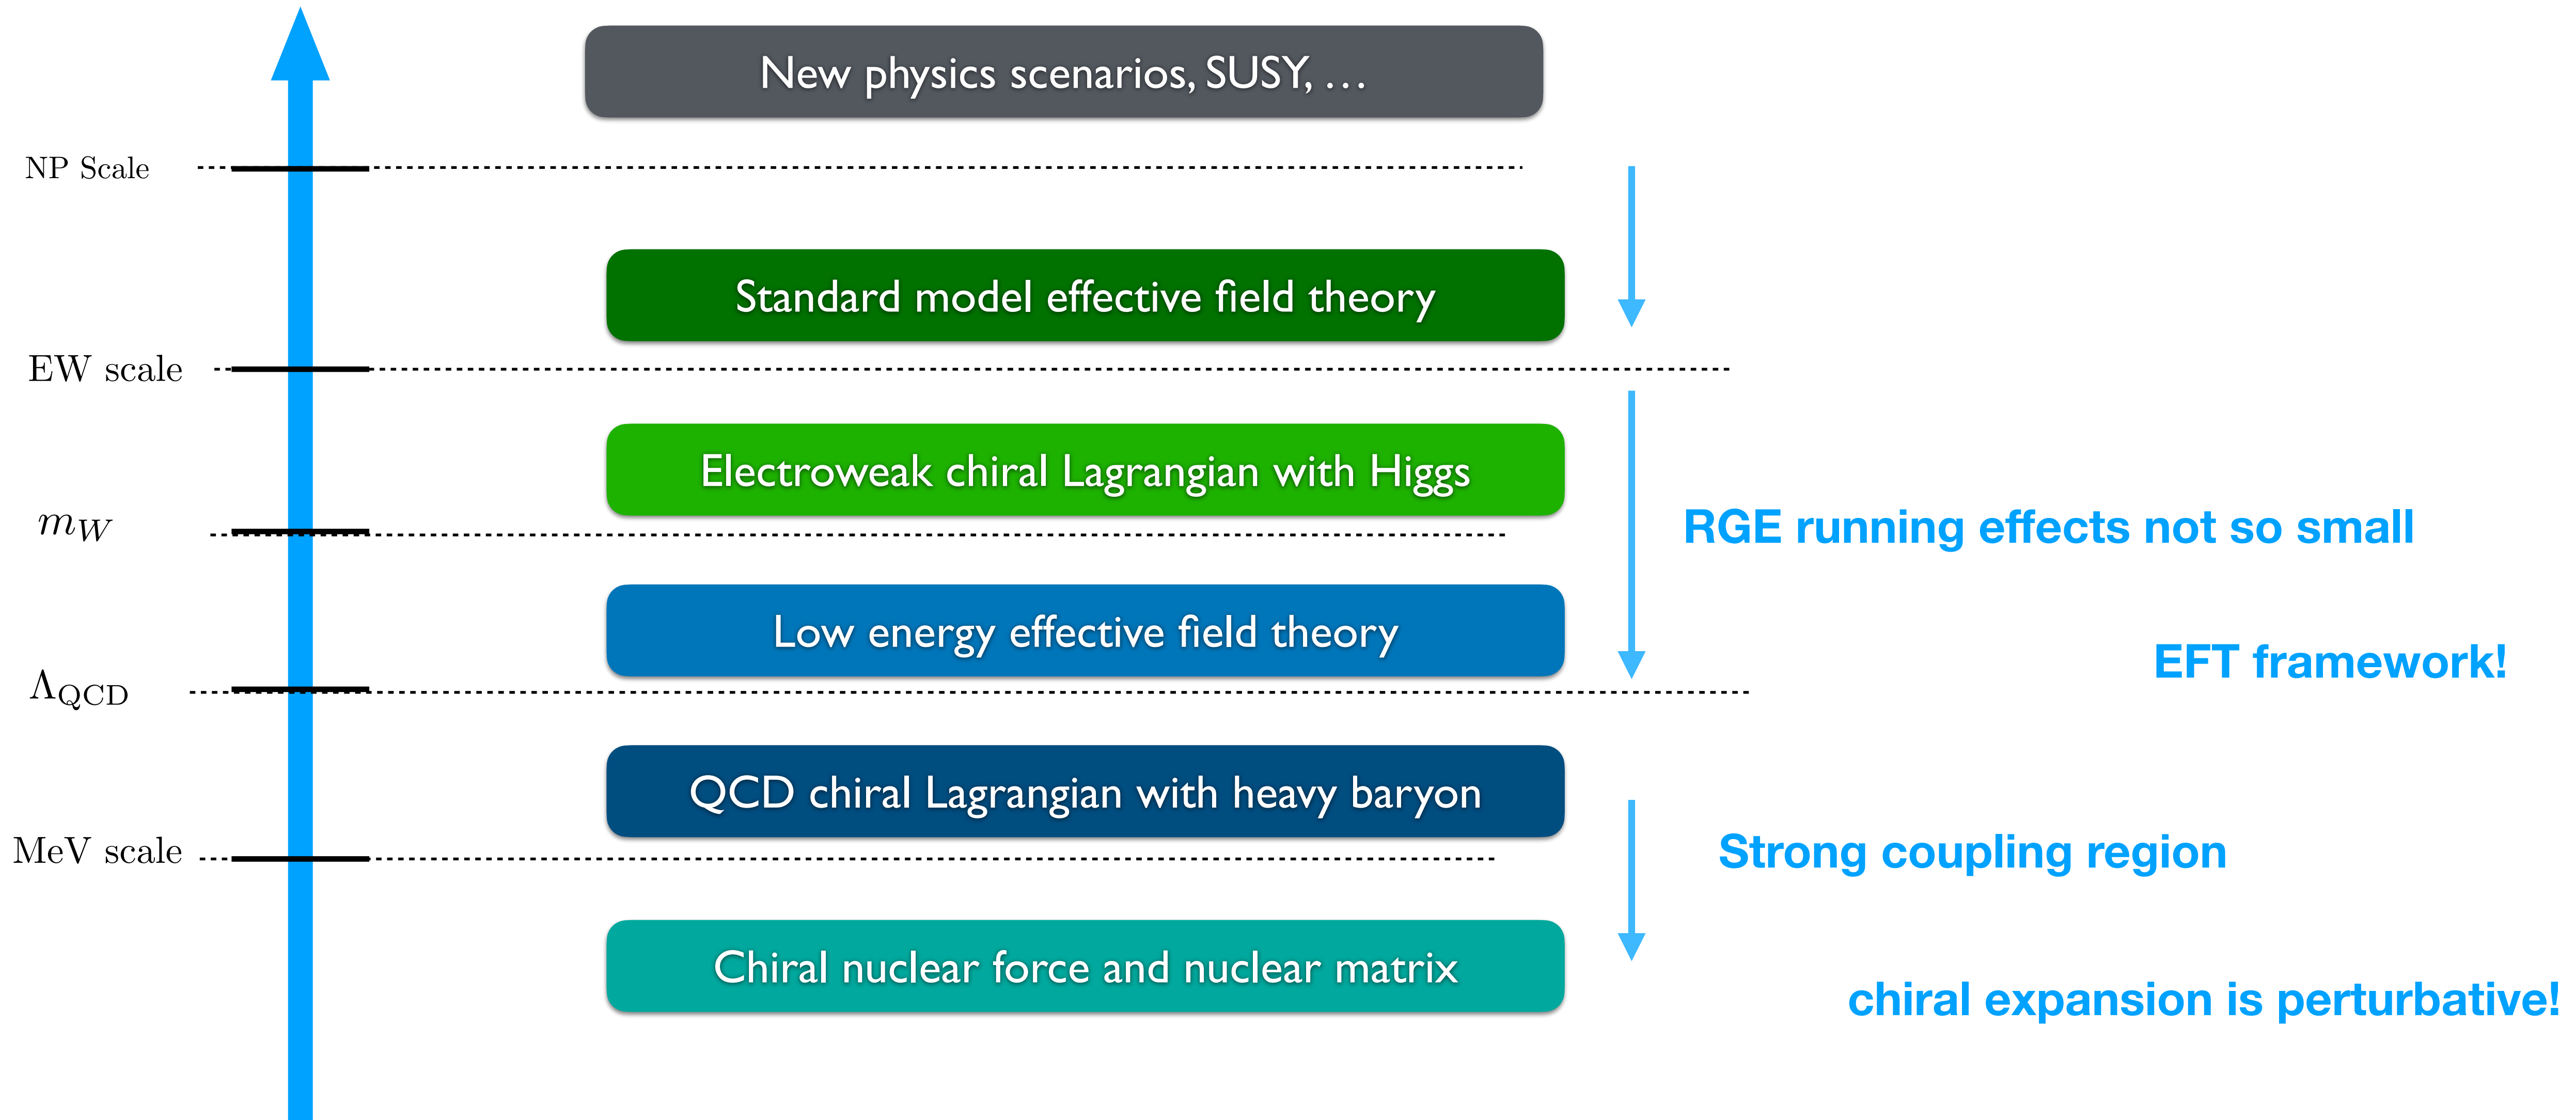 New physics scenarios, SUSY, …
NP Scale
Standard model effective field theory
EW scale
Electroweak chiral Lagrangian with Higgs
m_W
RGE running effects not so small
Low energy effective field theory
EFT framework!
Λ_QCD
QCD chiral Lagrangian with heavy baryon
MeV scale
Strong coupling region
Chiral nuclear force and nuclear matrix
chiral expansion is perturbative!